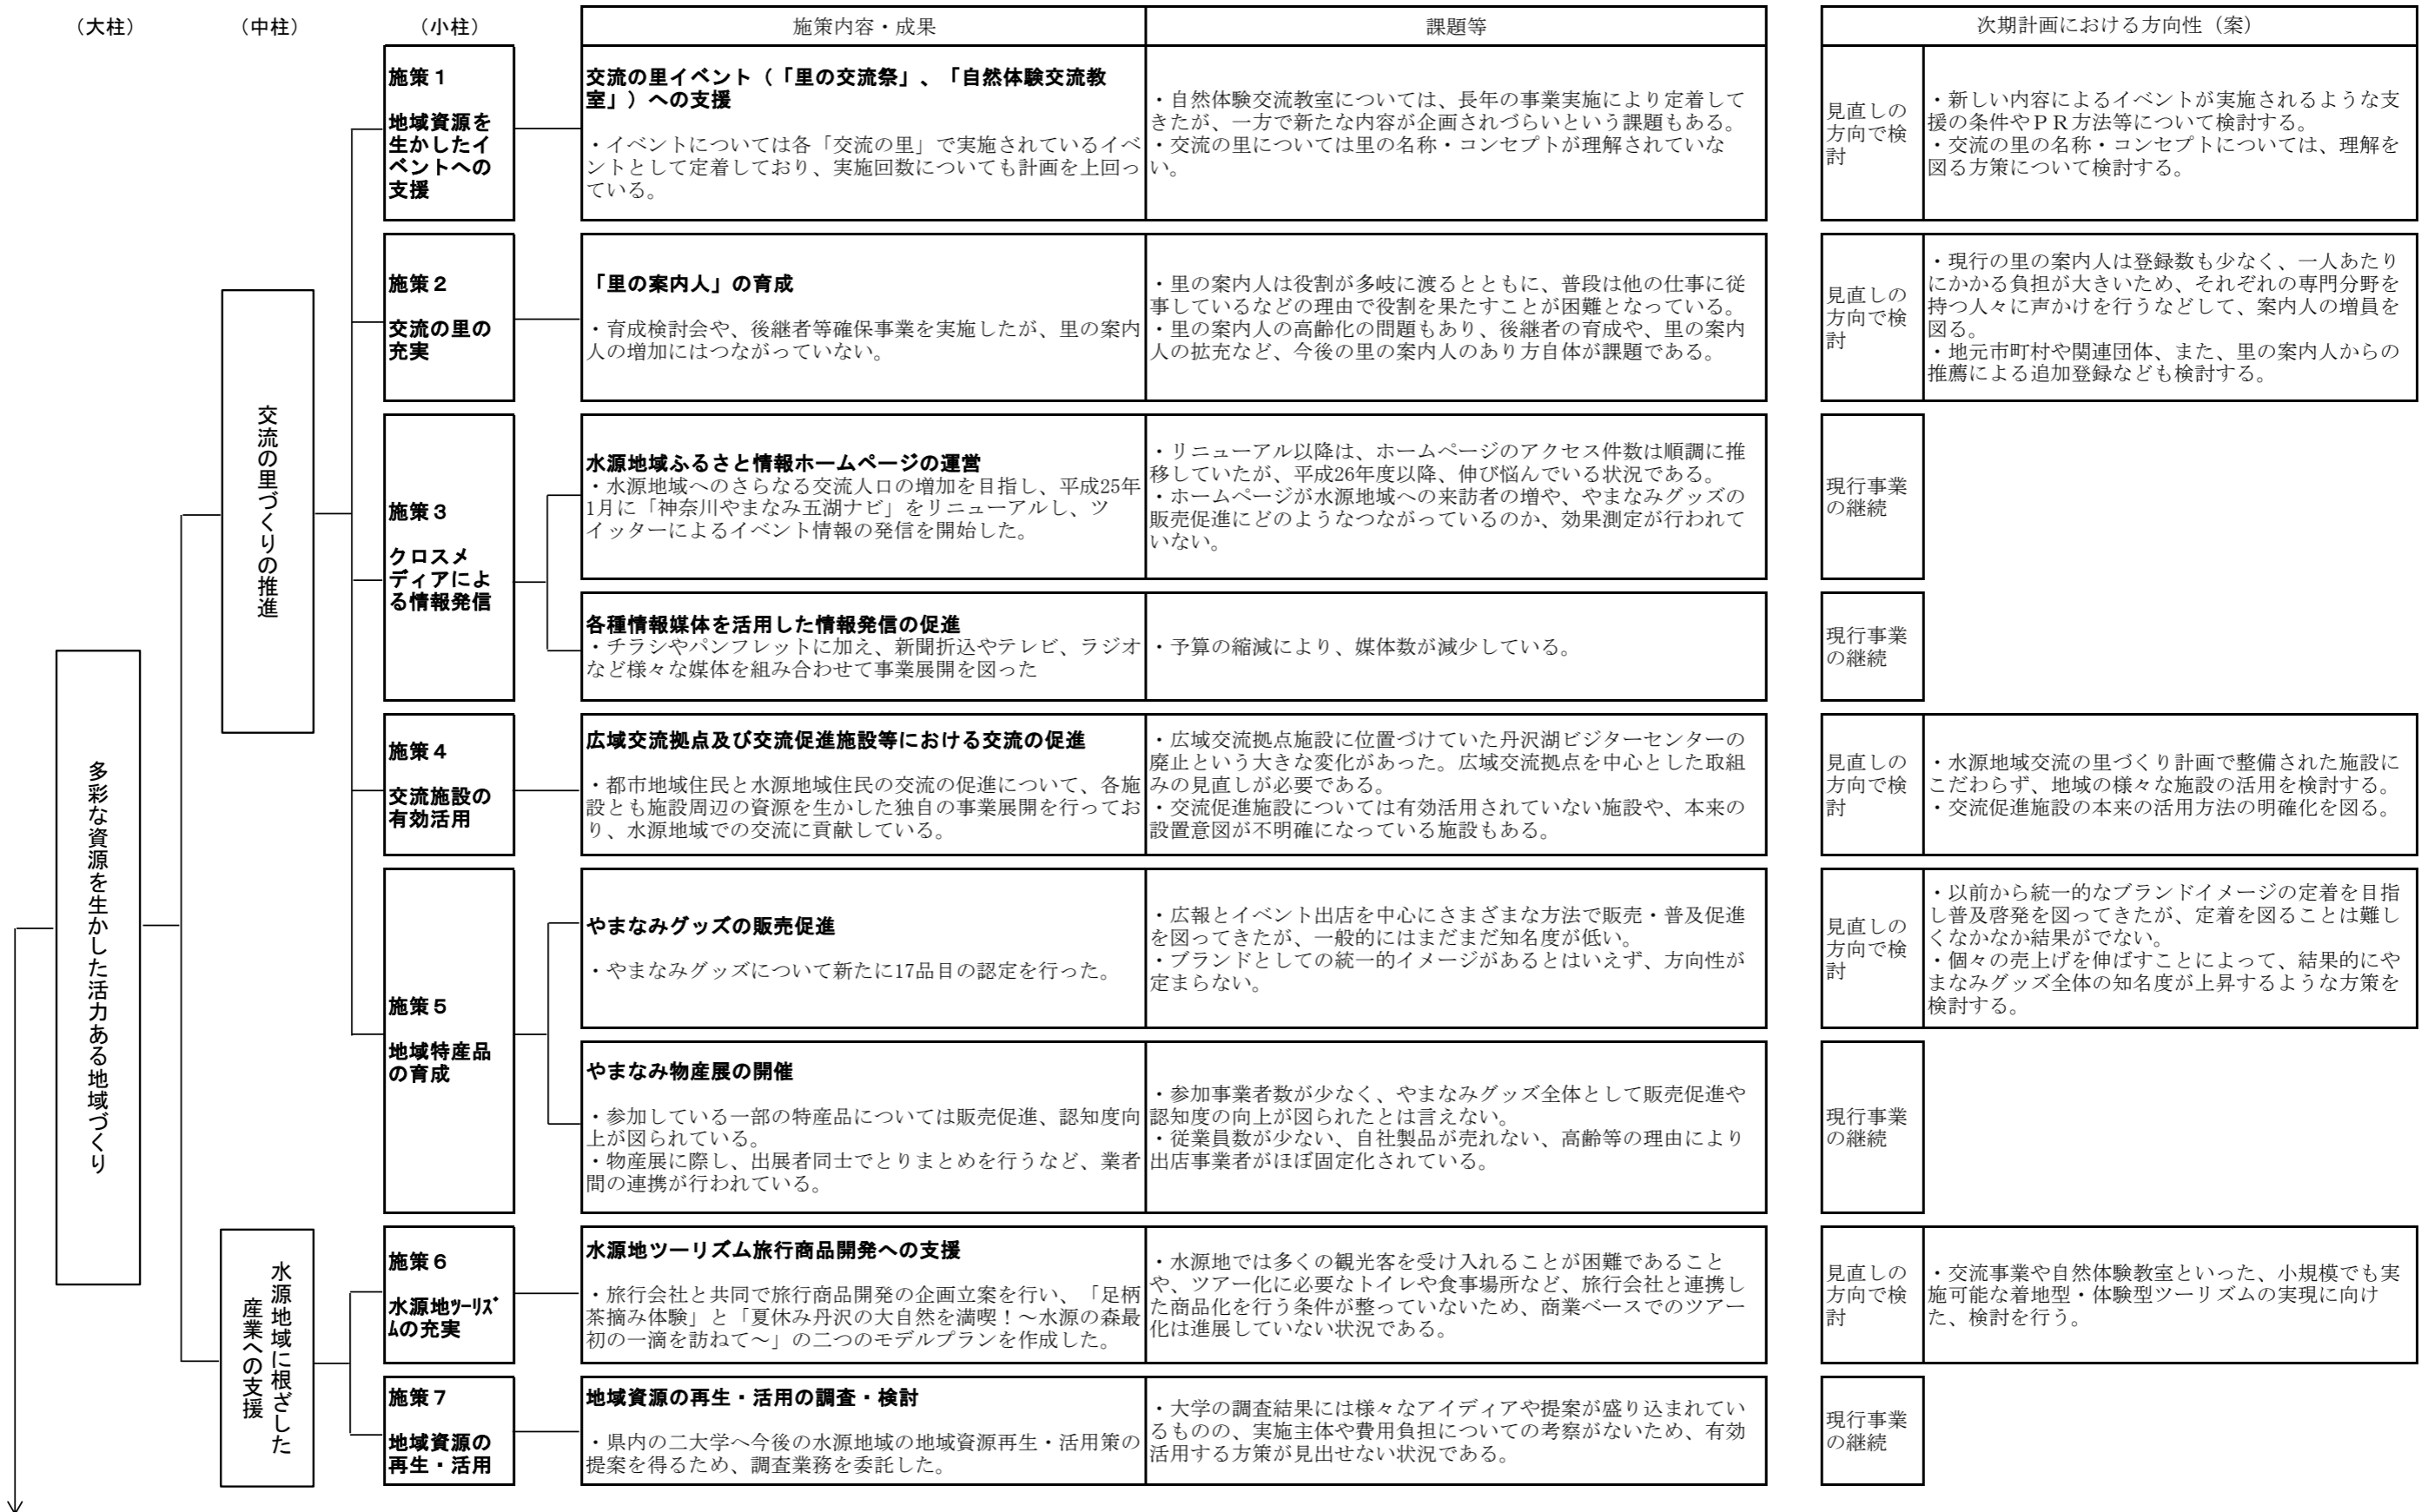 （大柱）
（中柱）
（小柱）
施策内容・成果
課題等
次期計画における方向性（案）
多彩な資源を生かした活力ある地域づくり
交流の里づくりの推進
施策１
地域資源を
生かしたイ
ベントへの
支援
交流の里イベント（「里の交流祭」、「自然体験交流教
室」）への支援
・イベントについては各「交流の里」で実施されているイベ
ントとして定着しており、実施回数についても計画を上回っ
ている。
・自然体験交流教室については、長年の事業実施により定着して
きたが、一方で新たな内容が企画されづらいという課題もある。
・交流の里については里の名称・コンセプトが理解されていな
い。
見直しの
方向で検
討
・新しい内容によるイベントが実施されるような支
援の条件やＰＲ方法等について検討する。
・交流の里の名称・コンセプトについては、理解を
図る方策について検討する。
施策２
交流の里の
充実
「里の案内人」の育成
・育成検討会や、後継者等確保事業を実施したが、里の案内
人の増加にはつながっていない。
・里の案内人は役割が多岐に渡るとともに、普段は他の仕事に従
事しているなどの理由で役割を果たすことが困難となっている。
・里の案内人の高齢化の問題もあり、後継者の育成や、里の案内
人の拡充など、今後の里の案内人のあり方自体が課題である。
見直しの
方向で検
討
・現行の里の案内人は登録数も少なく、一人あたり
にかかる負担が大きいため、それぞれの専門分野を
持つ人々に声かけを行うなどして、案内人の増員を
図る。
・地元市町村や関連団体、また、里の案内人からの
推薦による追加登録なども検討する。
施策３
クロスメ
ディアによ
る情報発信
水源地域ふるさと情報ホームページの運営
・水源地域へのさらなる交流人口の増加を目指し、平成25年
1月に「神奈川やまなみ五湖ナビ」をリニューアルし、ツ
イッターによるイベント情報の発信を開始した。
・リニューアル以降は、ホームページのアクセス件数は順調に推
移していたが、平成26年度以降、伸び悩んでいる状況である。
・ホームページが水源地域への来訪者の増や、やまなみグッズの
販売促進にどのようなつながっているのか、効果測定が行われて
いない。
現行事業
の継続
各種情報媒体を活用した情報発信の促進
・チラシやパンフレットに加え、新聞折込やテレビ、ラジオ
など様々な媒体を組み合わせて事業展開を図った
・予算の縮減により、媒体数が減少している。
現行事業
の継続
施策４
交流施設の
有効活用
広域交流拠点及び交流促進施設等における交流の促進
・都市地域住民と水源地域住民の交流の促進について、各施
設とも施設周辺の資源を生かした独自の事業展開を行ってお
り、水源地域での交流に貢献している。
・広域交流拠点施設に位置づけていた丹沢湖ビジターセンターの
廃止という大きな変化があった。広域交流拠点を中心とした取組
みの見直しが必要である。
・交流促進施設については有効活用されていない施設や、本来の
設置意図が不明確になっている施設もある。
見直しの
方向で検
討
・水源地域交流の里づくり計画で整備された施設に
こだわらず、地域の様々な施設の活用を検討する。
・交流促進施設の本来の活用方法の明確化を図る。
施策５
地域特産品
の育成
やまなみグッズの販売促進
・やまなみグッズについて新たに17品目の認定を行った。
・広報とイベント出店を中心にさまざまな方法で販売・普及促進
を図ってきたが、一般的にはまだまだ知名度が低い。
・ブランドとしての統一的イメージがあるとはいえず、方向性が
定まらない。
見直しの
方向で検
討
・以前から統一的なブランドイメージの定着を目指
し普及啓発を図ってきたが、定着を図ることは難し
くなかなか結果がでない。
・個々の売上げを伸ばすことによって、結果的にや
まなみグッズ全体の知名度が上昇するような方策を
検討する。
やまなみ物産展の開催
・参加している一部の特産品については販売促進、認知度向
上が図られている。
・物産展に際し、出展者同士でとりまとめを行うなど、業者
間の連携が行われている。
・参加事業者数が少なく、やまなみグッズ全体として販売促進や
認知度の向上が図られたとは言えない。
・従業員数が少ない、自社製品が売れない、高齢等の理由により
出店事業者がほぼ固定化されている。
現行事業
の継続
水源地域に根ざした
産業への支援
施策６
水源地ﾂｰﾘｽﾞ
ﾑの充実
水源地ツーリズム旅行商品開発への支援
・旅行会社と共同で旅行商品開発の企画立案を行い、「足柄
茶摘み体験」と「夏休み丹沢の大自然を満喫！～水源の森最
初の一滴を訪ねて～」の二つのモデルプランを作成した。
・水源地では多くの観光客を受け入れることが困難であること
や、ツアー化に必要なトイレや食事場所など、旅行会社と連携し
た商品化を行う条件が整っていないため、商業ベースでのツアー
化は進展していない状況である。
見直しの
方向で検
討
・交流事業や自然体験教室といった、小規模でも実
施可能な着地型・体験型ツーリズムの実現に向け
た、検討を行う。
施策７
地域資源の
再生・活用
地域資源の再生・活用の調査・検討
・県内の二大学へ今後の水源地域の地域資源再生・活用策の
提案を得るため、調査業務を委託した。
・大学の調査結果には様々なアイディアや提案が盛り込まれてい
るものの、実施主体や費用負担についての考察がないため、有効
活用する方策が見出せない状況である。
現行事業
の継続